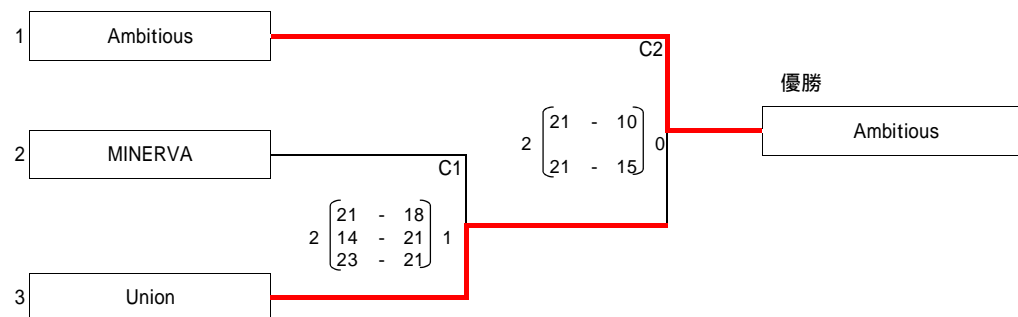 1 Ambitious
C2
優勝
Ambitious
2 21 - 10 0
21 - 15
2 MINERVA
C1
21 - 18
2 14 - 21 1
23 - 21
3 Union